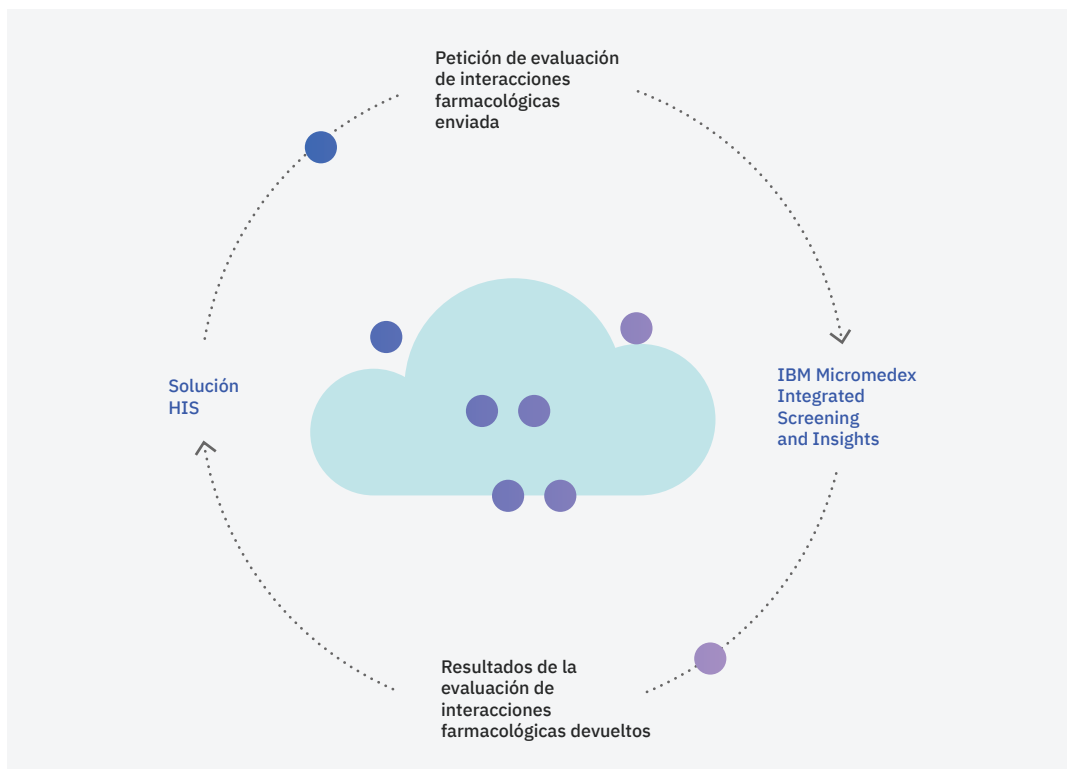 Petición de evaluación
de interacciones
farmacológicas
enviada
Solución
HIS
IBM Micromedex
Integrated
Screening
and Insights
Resultados de la
evaluación de
interacciones
farmacológicas devueltos